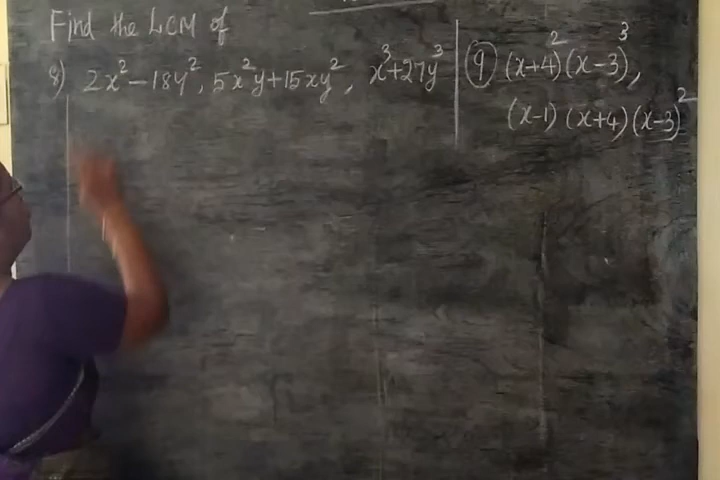 Find the LCM of
8) 2x² - 18y², 5x²y + 15xy², x³ + 27y³
9) (x+4)² (x-3)³,
(x-1) (x+4) (x-3)²